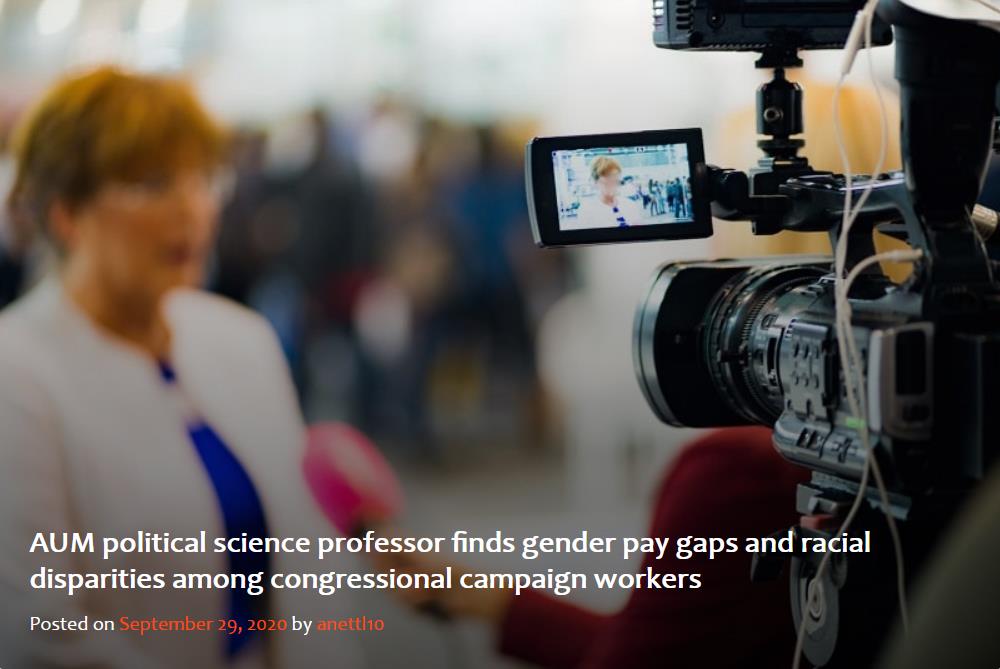 AUM political science professor finds gender pay gaps and racial
disparities among congressional campaign workers
Posted on September 29, 2020 by anettl10